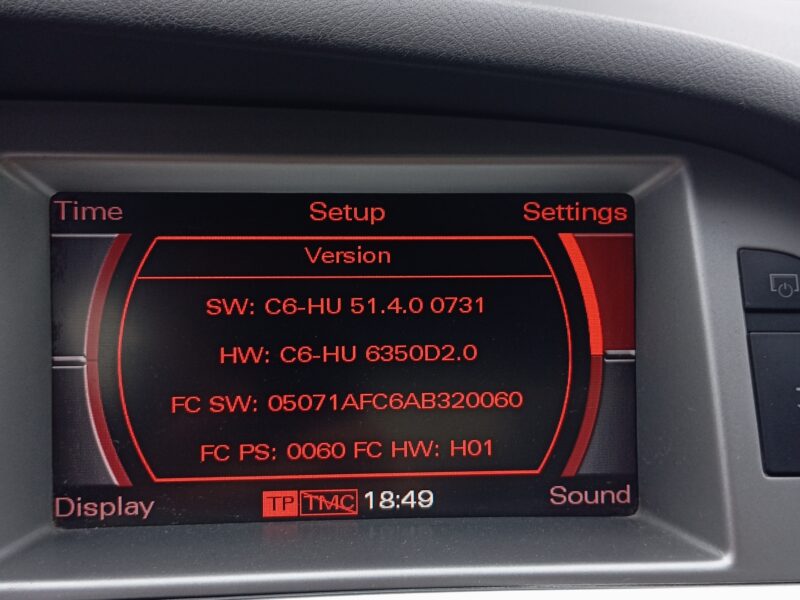 Time Setup Settings
Version
SW: C6-HU 51.4.0 0731
HW: C6-HU 6350D2.0
FC SW: 05071AFC6AB320060
FC PS: 0060 FC HW: H01
Display TP TMC 18:49 Sound